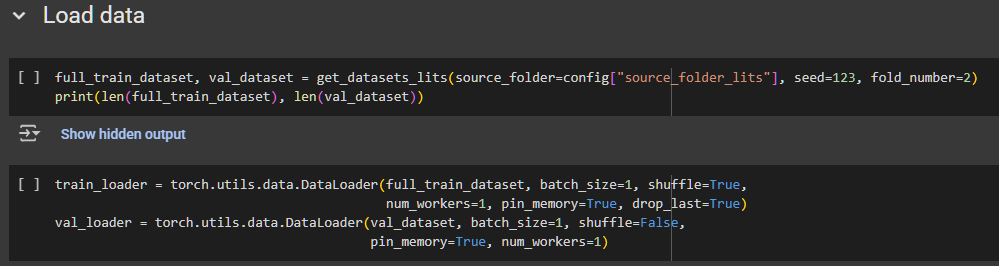 Load data
[ ] full_train_dataset, val_dataset = get_datasets_lits(source_folder=config["source_folder_lits"], seed=123, fold_number=2)
print(len(full_train_dataset), len(val_dataset))
Show hidden output
[ ] train_loader = torch.utils.data.DataLoader(full_train_dataset, batch_size=1, shuffle=True,
num_workers=1, pin_memory=True, drop_last=True)
val_loader = torch.utils.data.DataLoader(val_dataset, batch_size=1, shuffle=False,
pin_memory=True, num_workers=1)